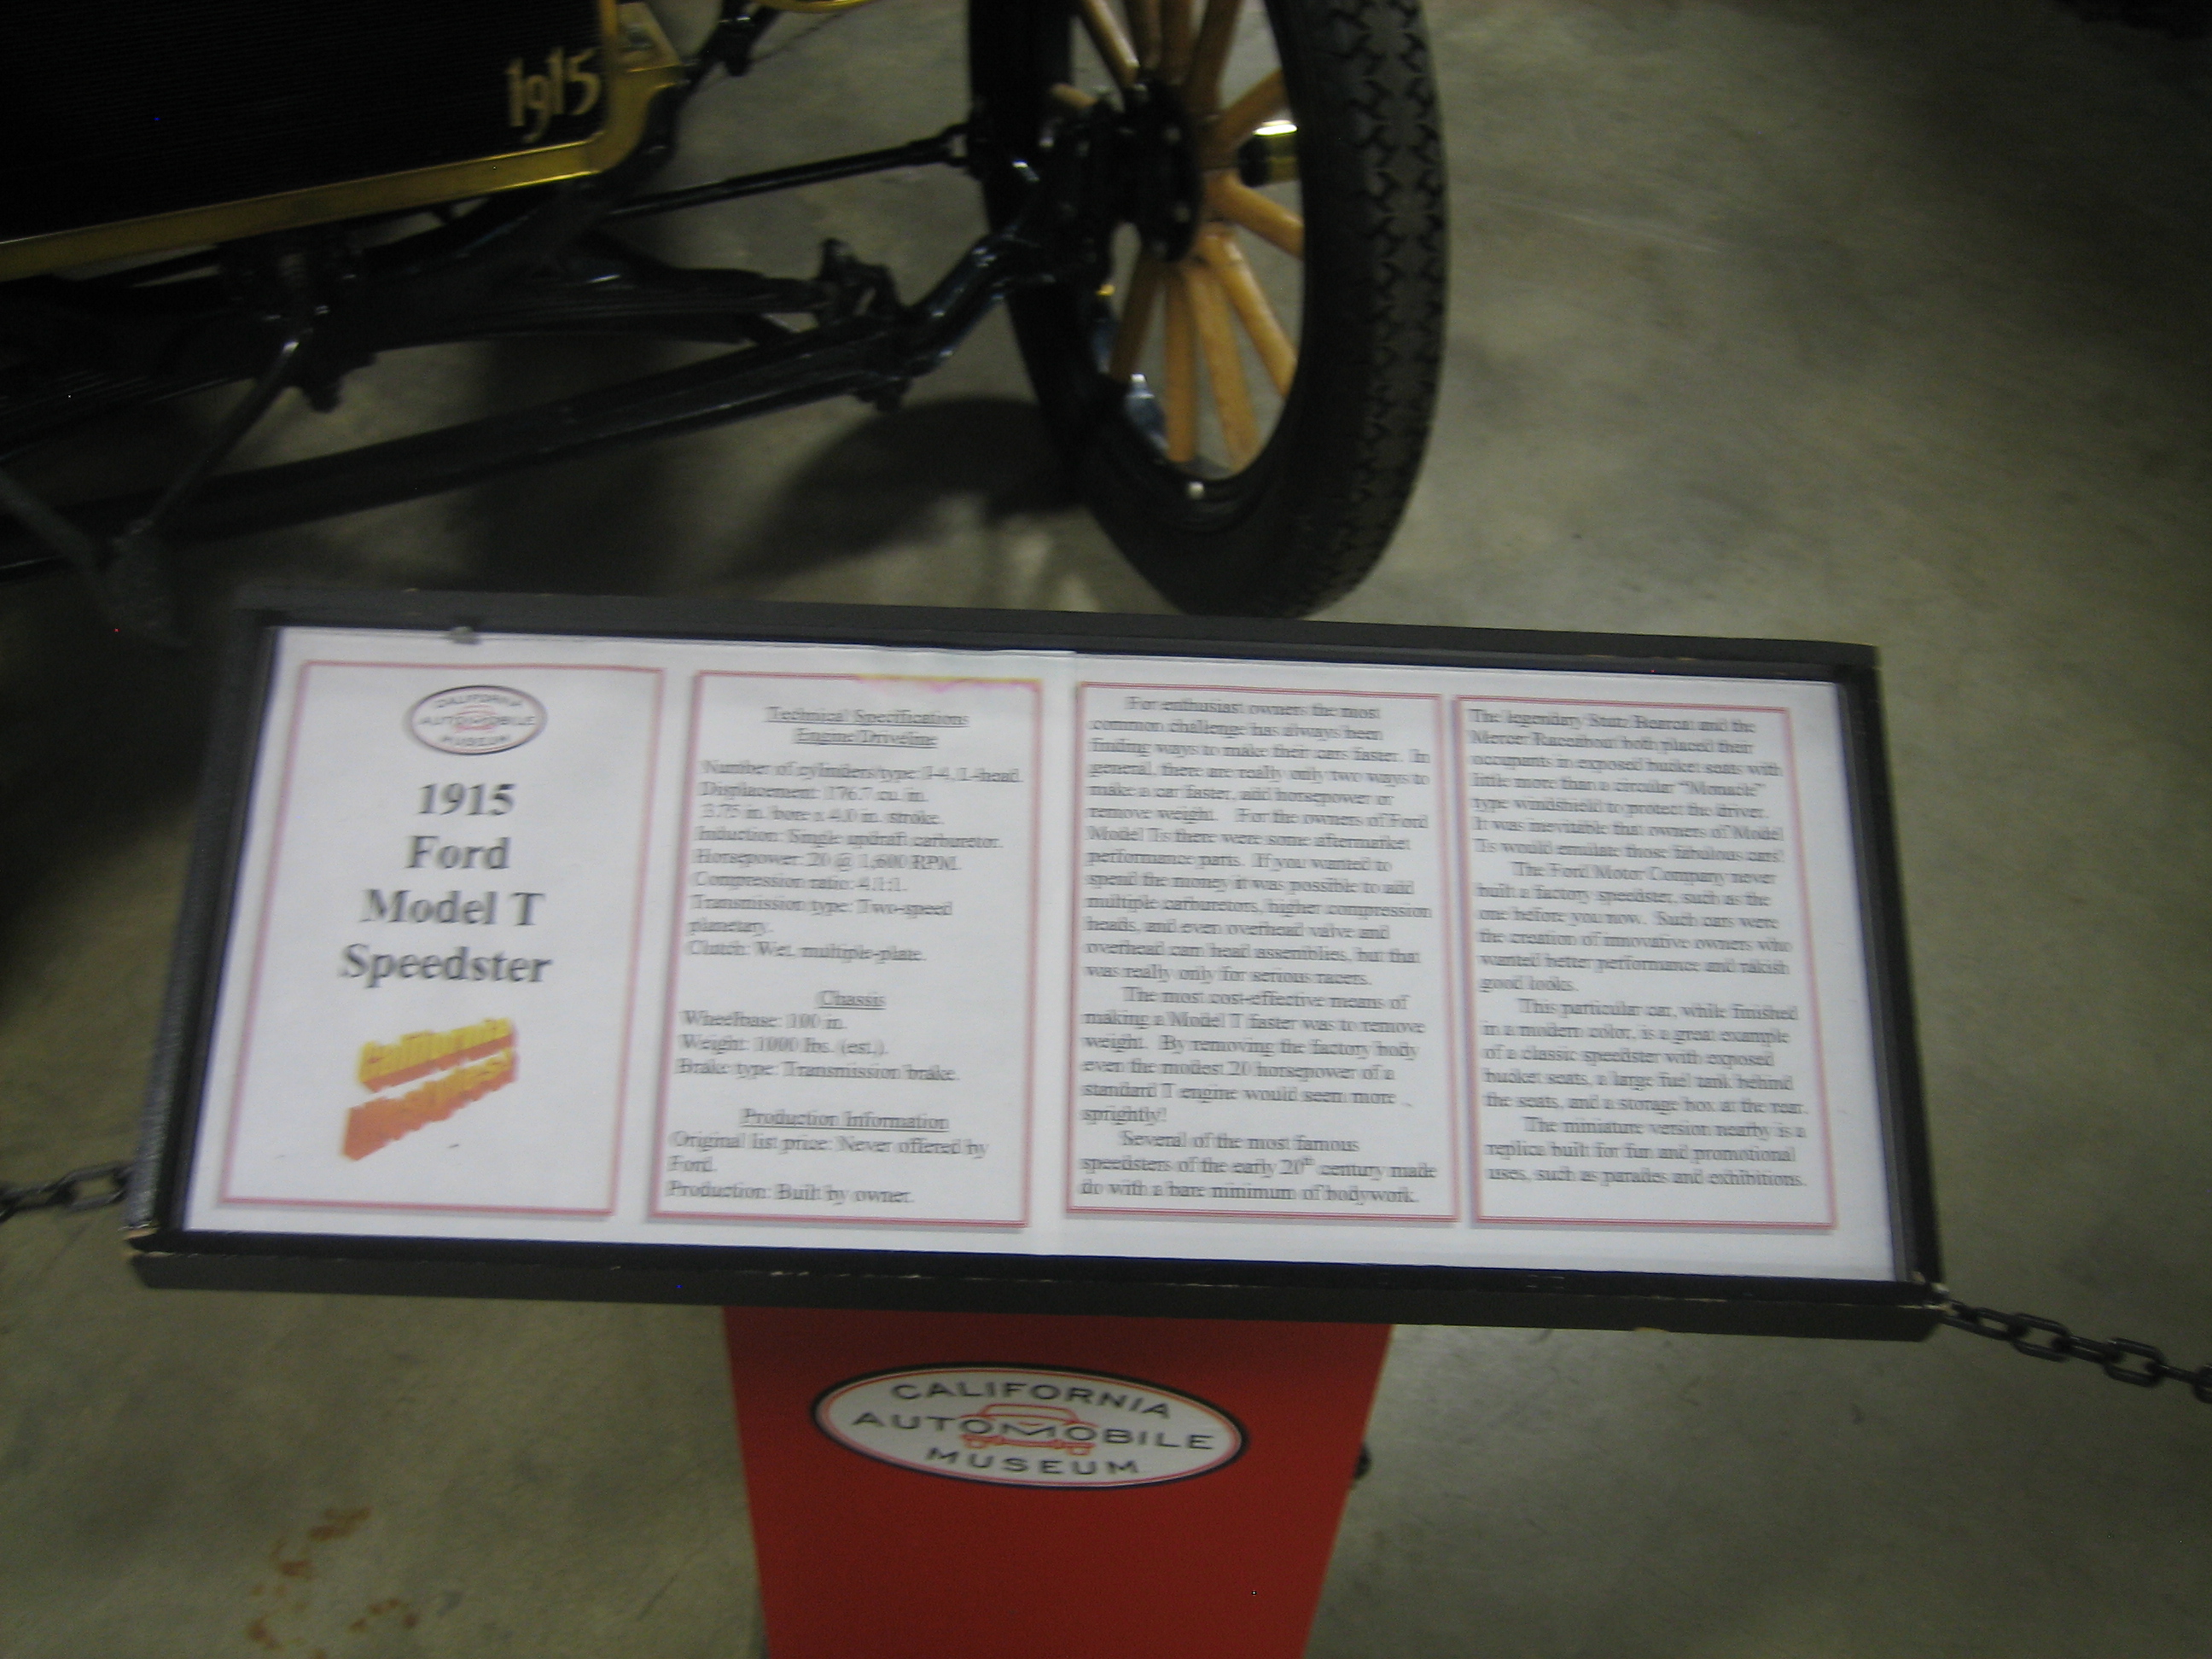 1915
CALIFORNIA
AUTOMOBILE
MUSEUM
1915
Ford
Model T
Speedster
California
Technical Specifications
Engine/Driveline
Number of cylinders/type: I-4, L-head.
Displacement: 176.7 cu. in.
3.75 in. bore x 4.0 in. stroke.
Induction: Single updraft carburetor.
Horsepower: 20 @ 1,600 RPM.
Compression ratio: 4.1:1.
Transmission type: Two-speed
planetary.
Clutch: Wet, multiple-plate.
Chassis
Wheelbase: 100 in.
Weight: 1000 lbs. (est.).
Brake type: Transmission brake.
Production Information
Original list price: Never offered by
Ford.
Production: Built by owner.
For enthusiast owners the most
common challenge has always been
finding ways to make their cars faster. In
general, there are really only two ways to
make a car faster, add horsepower or
remove weight. For the owners of Ford
Model Ts there were some aftermarket
performance parts. If you wanted to
spend the money it was possible to add
multiple carburetors, higher compression
heads, and even overhead valve and
overhead cam head assemblies, but that
was really only for serious racers.
The most cost-effective means of
making a Model T faster was to remove
weight. By removing the factory body
even the modest 20 horsepower of a
standard T engine would seem more
sprightly!
Several of the most famous
speedsters of the early 20th century made
do with a bare minimum of bodywork.
The legendary Stutz Bearcat and the
Mercer Raceabout both placed their
occupants in exposed bucket seats with
little more than a circular “Monacle”
type windshield to protect the driver.
It was inevitable that owners of Model
Ts would emulate those fabulous cars!
The Ford Motor Company never
built a factory speedster, such as the
one before you now. Such cars were
the creation of innovative owners who
wanted better performance and rakish
good looks.
This particular car, while finished
in a modern color, is a great example
of a classic speedster with exposed
bucket seats, a large fuel tank behind
the seats, and a storage box at the rear.
The miniature version nearby is a
replica built for fun and promotional
uses, such as parades and exhibitions.
CALIFORNIA
AUTOMOBILE
MUSEUM